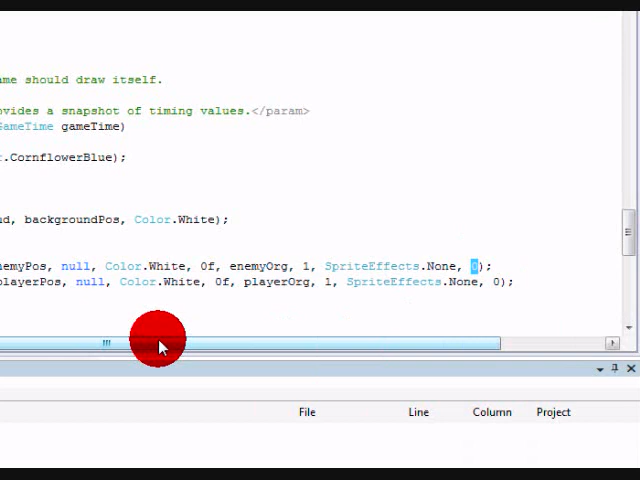 ame should draw itself.
ovides a snapshot of timing values.</param>
GameTime gameTime)
.CornflowerBlue);
nd, backgroundPos, Color.White);
nemyPos, null, Color.White, 0f, enemyOrg, 1, SpriteEffects.None, 0);
playerPos, null, Color.White, 0f, playerOrg, 1, SpriteEffects.None, 0);
File Line Column Project